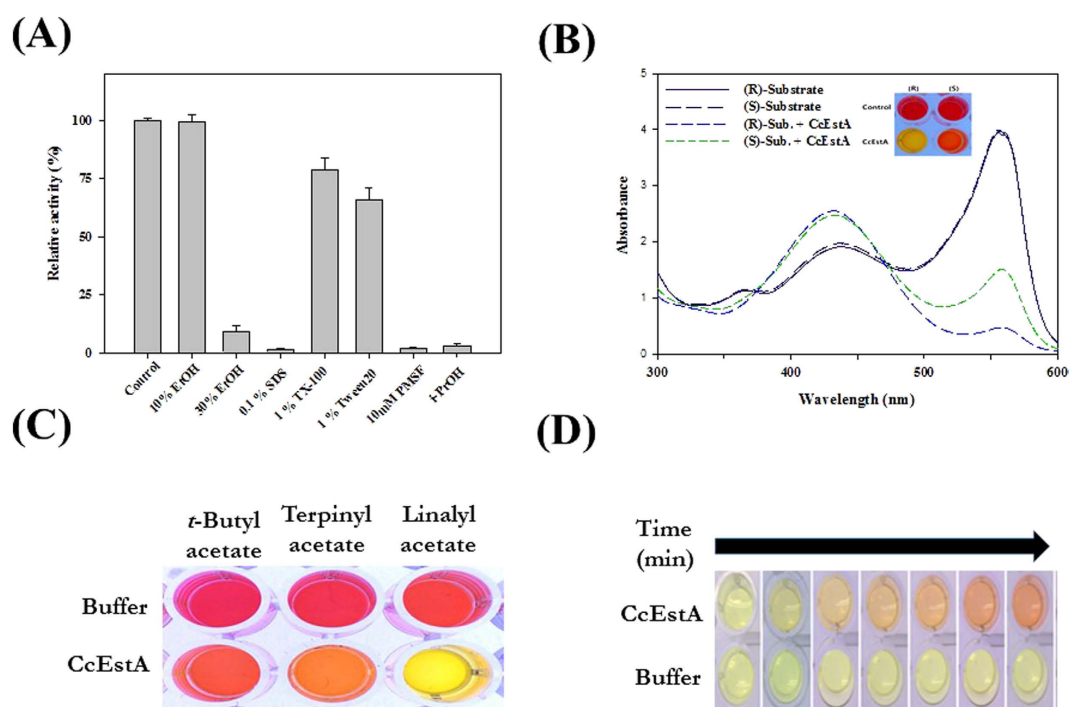 (A)
Relative activity (%)
100
75
50
25
0
Control
10% EtOH
30% EtOH
0.1 % SDS
1 % TX-100
1 % Tween20
10mM PMSF
i-PrOH
(B)
Absorbance
5
4
3
2
1
0
(R)-Substrate
(S)-Substrate
(R)-Sub. + CcEstA
(S)-Sub. + CcEstA
(R) (S)
Control
CcEstA
300 400 500 600
Wavelength (nm)
(C)
t-Butyl Terpinyl Linalyl
acetate acetate acetate
Buffer
CcEstA
(D)
Time
(min)
CcEstA
Buffer